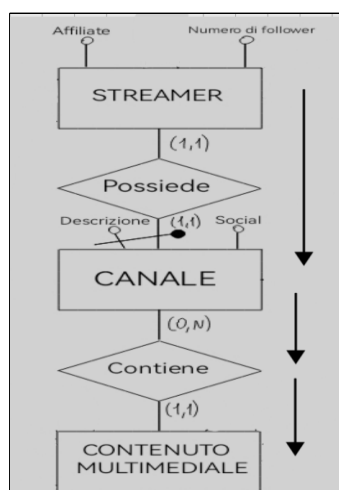 Affiliate
Numero di follower
STREAMER
(1,1)
Possiede
Descrizione
(1,1)
Social
CANALE
(0,N)
Contiene
(1,1)
CONTENUTO
MULTIMEDIALE